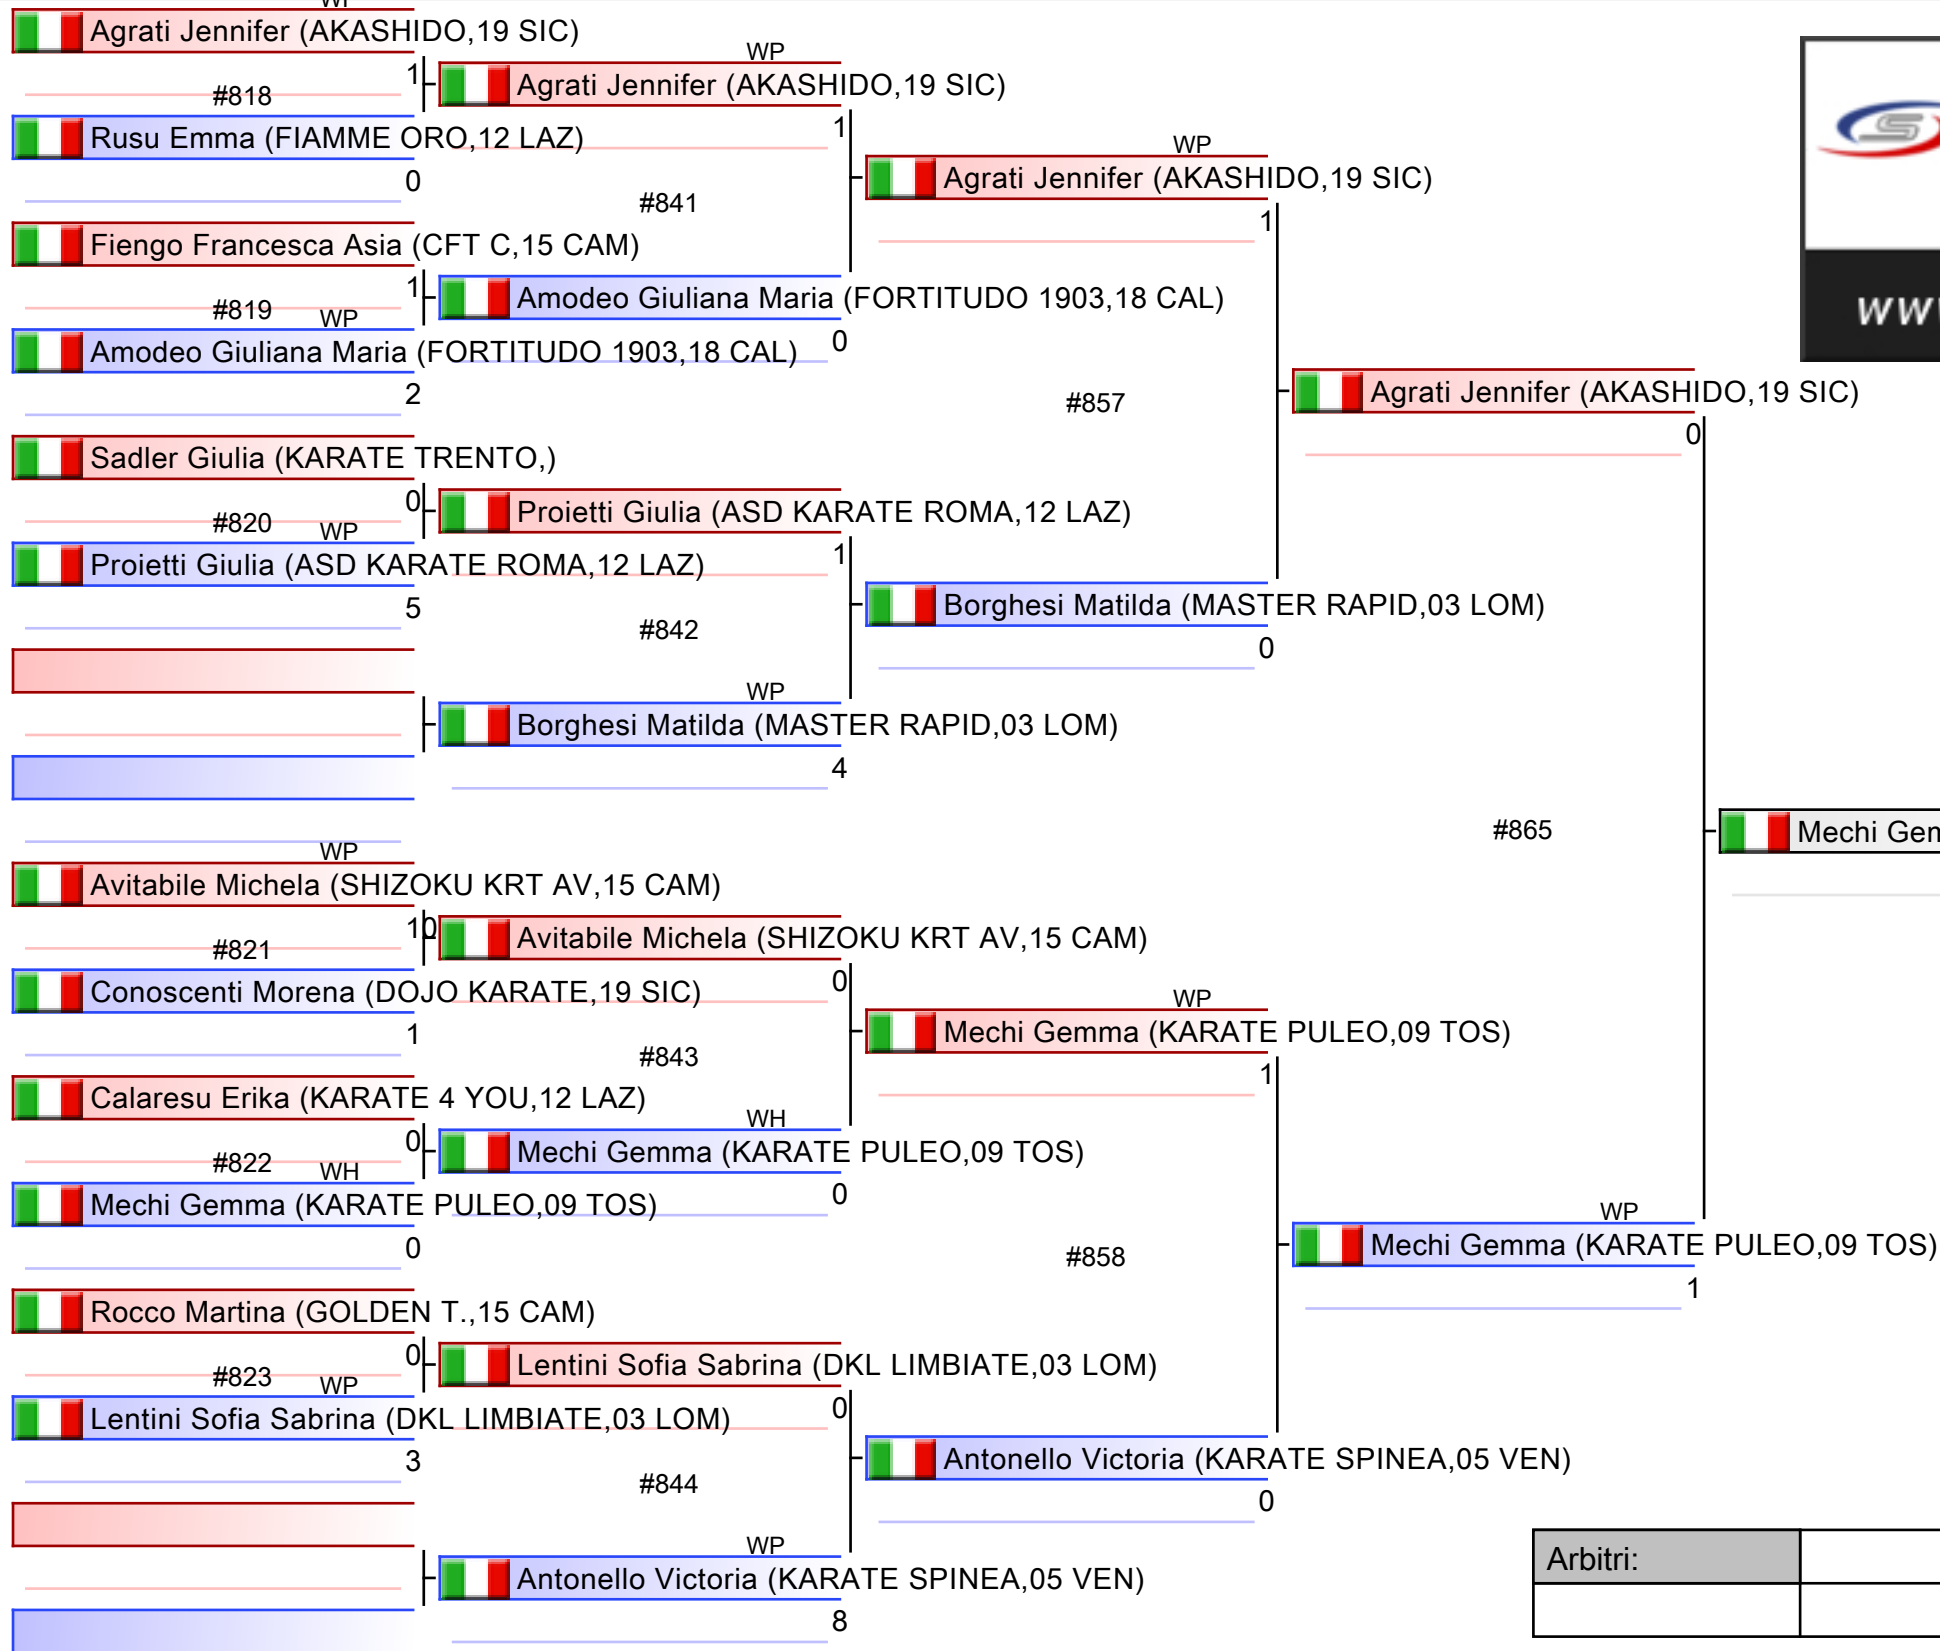 WP
Agrati Jennifer (AKASHIDO,19 SIC)
1
#818
Rusu Emma (FIAMME ORO,12 LAZ)
0
Fiengo Francesca Asia (CFT C,15 CAM)
1
#819
WP
Amodeo Giuliana Maria (FORTITUDO 1903,18 CAL)
2
Sadler Giulia (KARATE TRENTO,)
0
#820
WP
Proietti Giulia (ASD KARATE ROMA,12 LAZ)
5
WP
Avitabile Michela (SHIZOKU KRT AV,15 CAM)
10
#821
Conoscenti Morena (DOJO KARATE,19 SIC)
1
Calaresu Erika (KARATE 4 YOU,12 LAZ)
0
#822
WH
Mechi Gemma (KARATE PULEO,09 TOS)
0
Rocco Martina (GOLDEN T.,15 CAM)
0
#823
WP
Lentini Sofia Sabrina (DKL LIMBIATE,03 LOM)
3
WP
Agrati Jennifer (AKASHIDO,19 SIC)
1
#841
Amodeo Giuliana Maria (FORTITUDO 1903,18 CAL)
0
Proietti Giulia (ASD KARATE ROMA,12 LAZ)
1
#842
WP
Borghesi Matilda (MASTER RAPID,03 LOM)
4
Avitabile Michela (SHIZOKU KRT AV,15 CAM)
0
#843
WH
Mechi Gemma (KARATE PULEO,09 TOS)
0
Lentini Sofia Sabrina (DKL LIMBIATE,03 LOM)
0
#844
WP
Antonello Victoria (KARATE SPINEA,05 VEN)
8
WP
Agrati Jennifer (AKASHIDO,19 SIC)
1
#857
Borghesi Matilda (MASTER RAPID,03 LOM)
0
WP
Mechi Gemma (KARATE PULEO,09 TOS)
1
#858
Antonello Victoria (KARATE SPINEA,05 VEN)
0
Agrati Jennifer (AKASHIDO,19 SIC)
0
#865
WP
Mechi Gemma (KARATE PULEO,09 TOS)
1
Mechi Gem
S
ww
Arbitri: